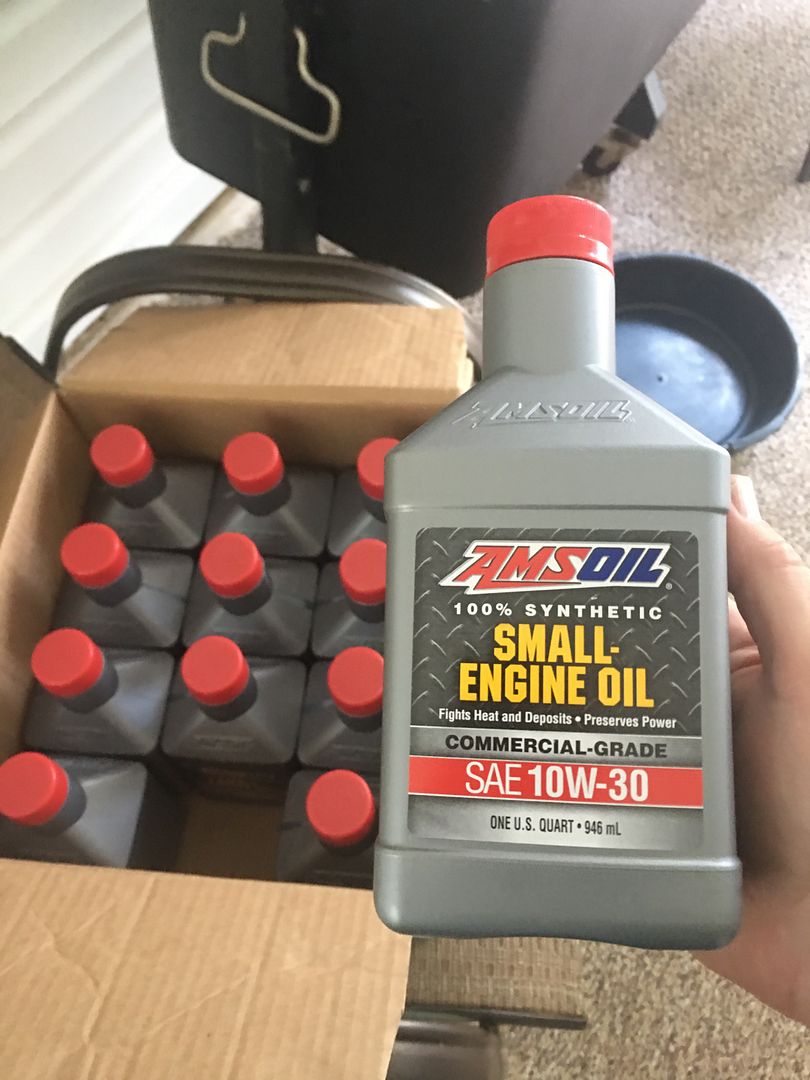 AMSOIL
AMSOIL®
100% SYNTHETIC
SMALL-
ENGINE OIL
Fights Heat and Deposits • Preserves Power
COMMERCIAL-GRADE
SAE 10W-30
ONE U.S. QUART • 946 mL